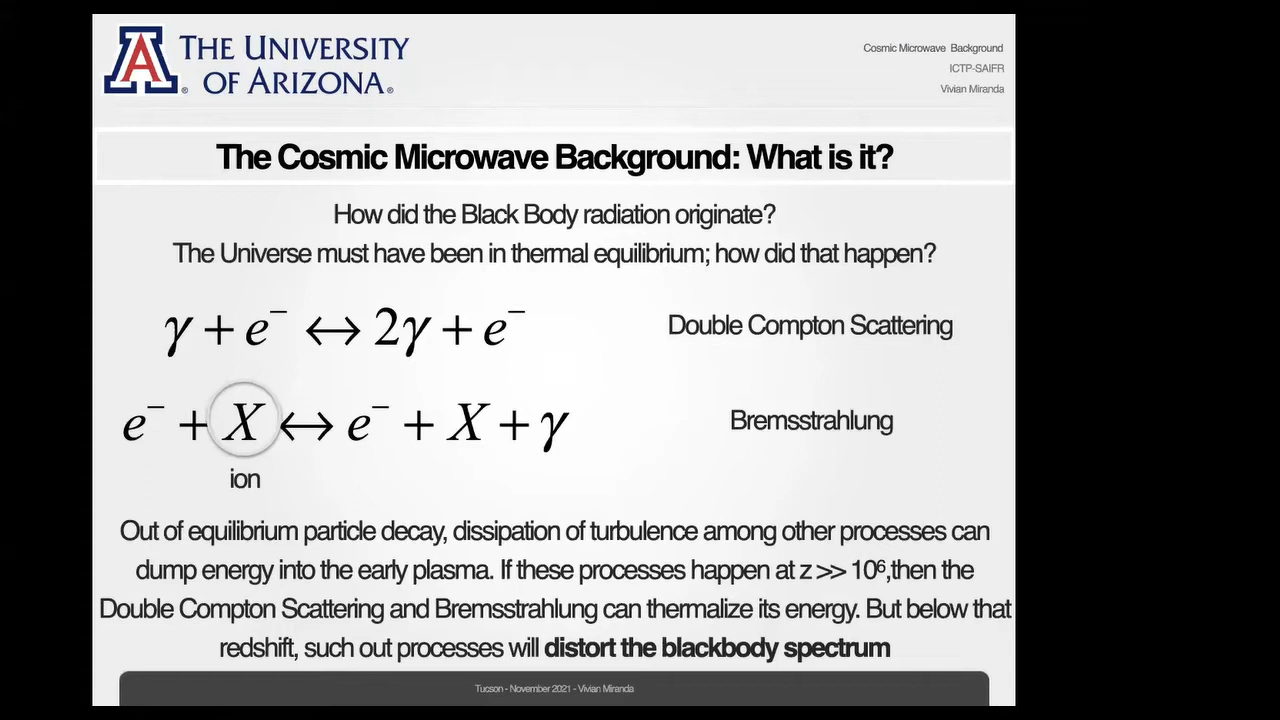 THE UNIVERSITY
OF ARIZONA®
A®
Cosmic Microwave Background
ICTP-SAIFR
Vivian Miranda
The Cosmic Microwave Background: What is it?
How did the Black Body radiation originate?
The Universe must have been in thermal equilibrium; how did that happen?
γ + e⁻ ↔ 2γ + e⁻ Double Compton Scattering
e⁻ + X ↔ e⁻ + X + γ Bremsstrahlung
ion
Out of equilibrium particle decay, dissipation of turbulence among other processes can
dump energy into the early plasma. If these processes happen at z >> 10⁶,then the
Double Compton Scattering and Bremsstrahlung can thermalize its energy. But below that
redshift, such out processes will distort the blackbody spectrum
Tucson - November 2021 - Vivian Miranda